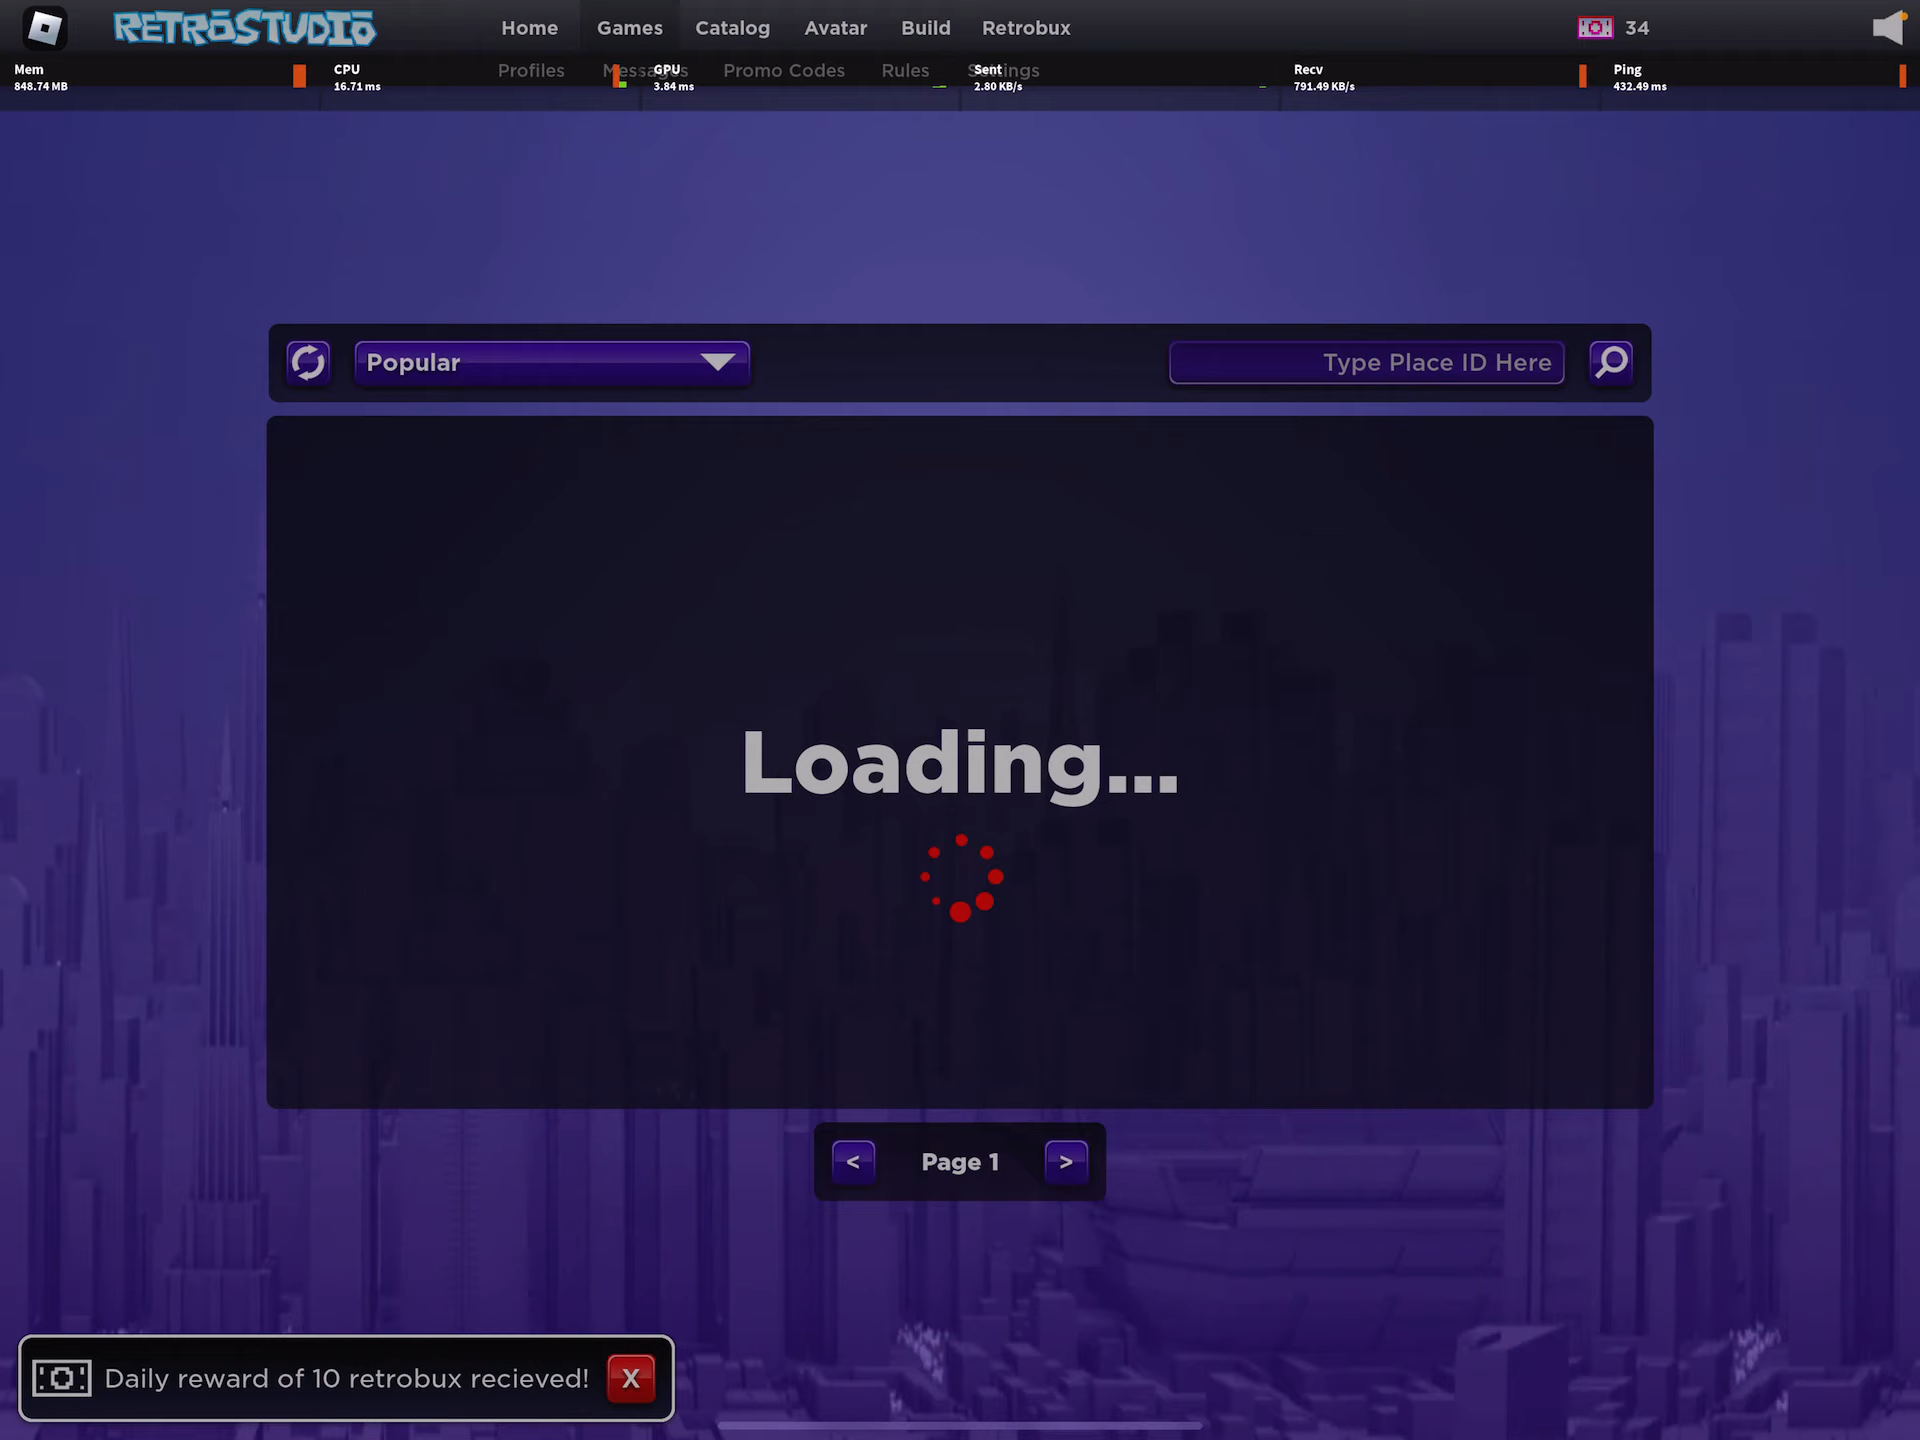 RETROSTUDIO Home Games Catalog Avatar Build Retrobux 34
Profiles Messages Promo Codes Rules Settings
Mem CPU GPU Sent Recv Ping
848.74 MB 16.71 ms 3.84 ms 2.80 KB/s 791.49 KB/s 432.49 ms
Popular Type Place ID Here
Loading...
< Page 1 >
Daily reward of 10 retrobux recieved! X